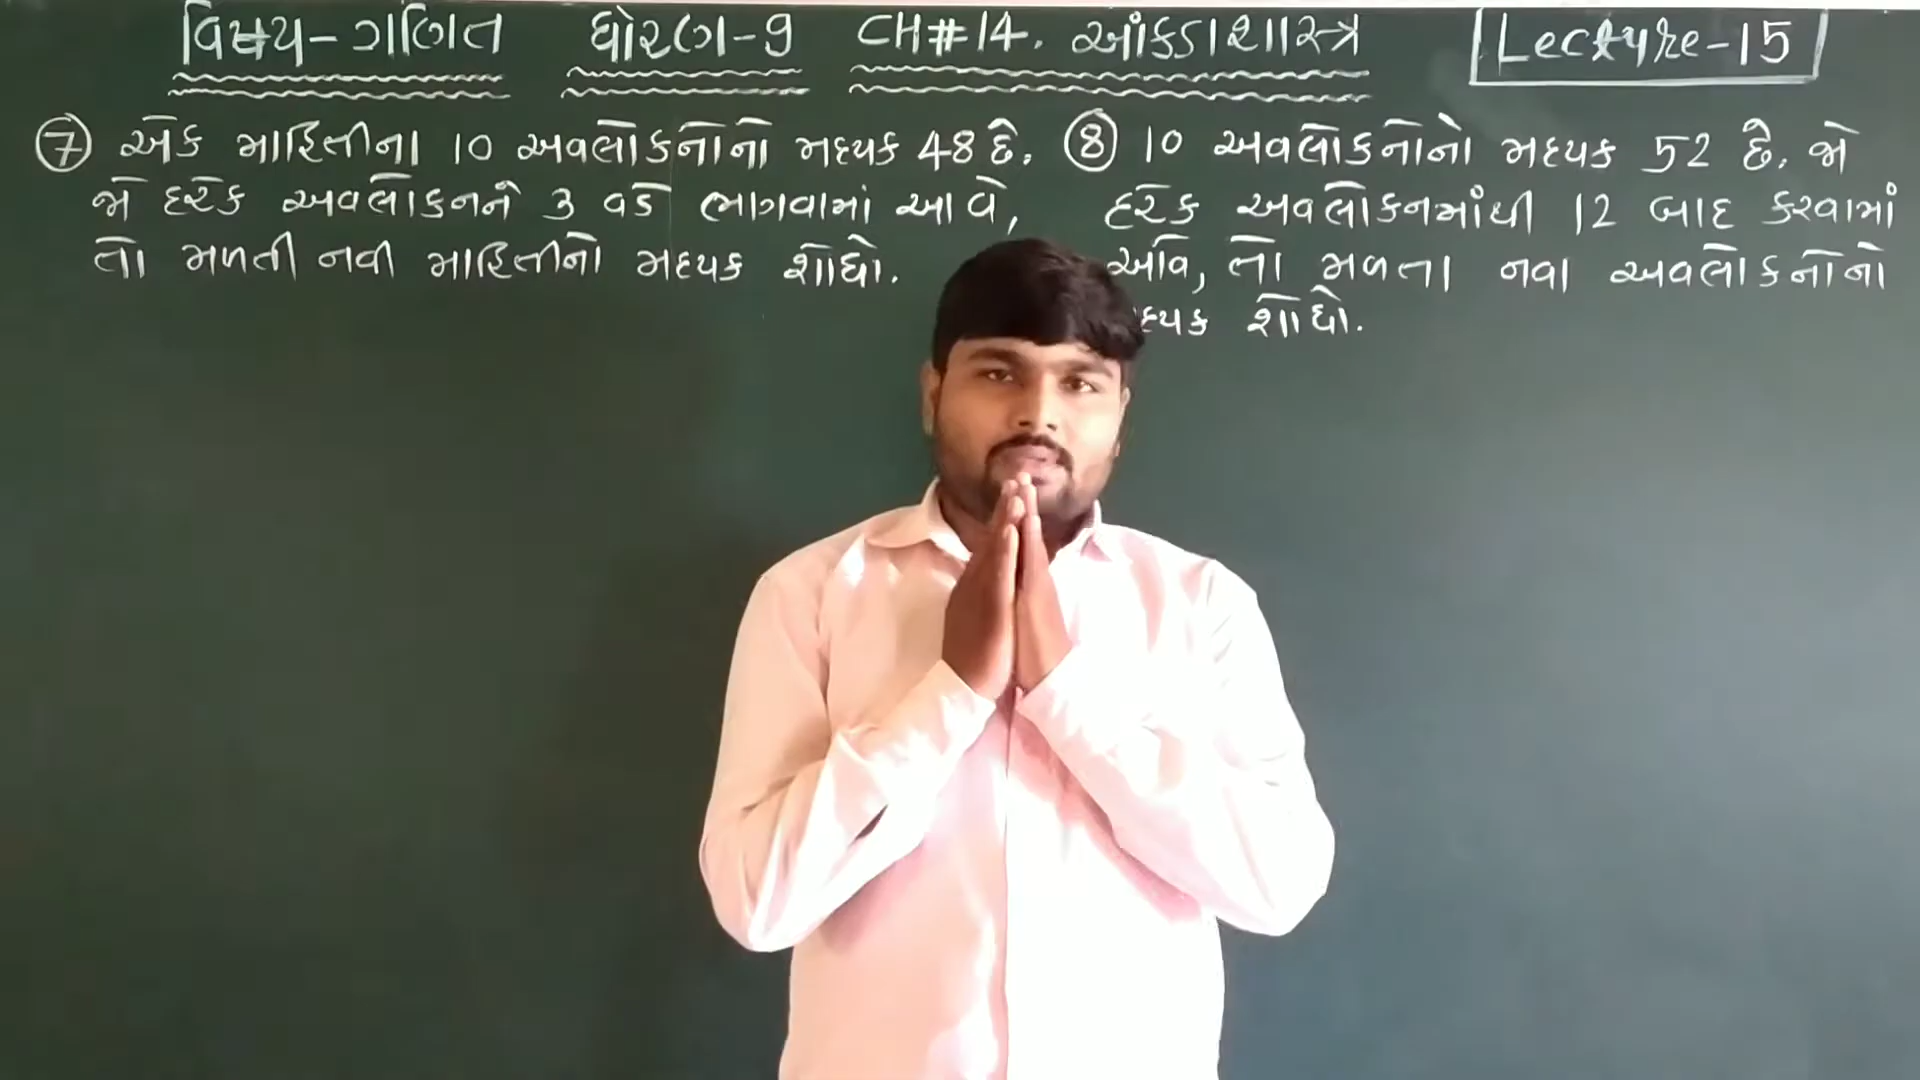 વિષય-ગણિત ધોરણ-9 CH#14. આંકડાશાસ્ત્ર Lecture-15
⑦ એક માહિતીના 10 અવલોકનોનો મધ્યક 48 છે.
જો દરેક અવલોકનને 3 વડે ભાગવામાં આવે,
તો મળતી નવી માહિતીનો મધ્યક શોધો.
⑧ 10 અવલોકનોનો મધ્યક 52 છે. જો
દરેક અવલોકનમાંથી 12 બાદ કરવામાં
આવે, તો મળતા નવા અવલોકનોનો
શોધો.